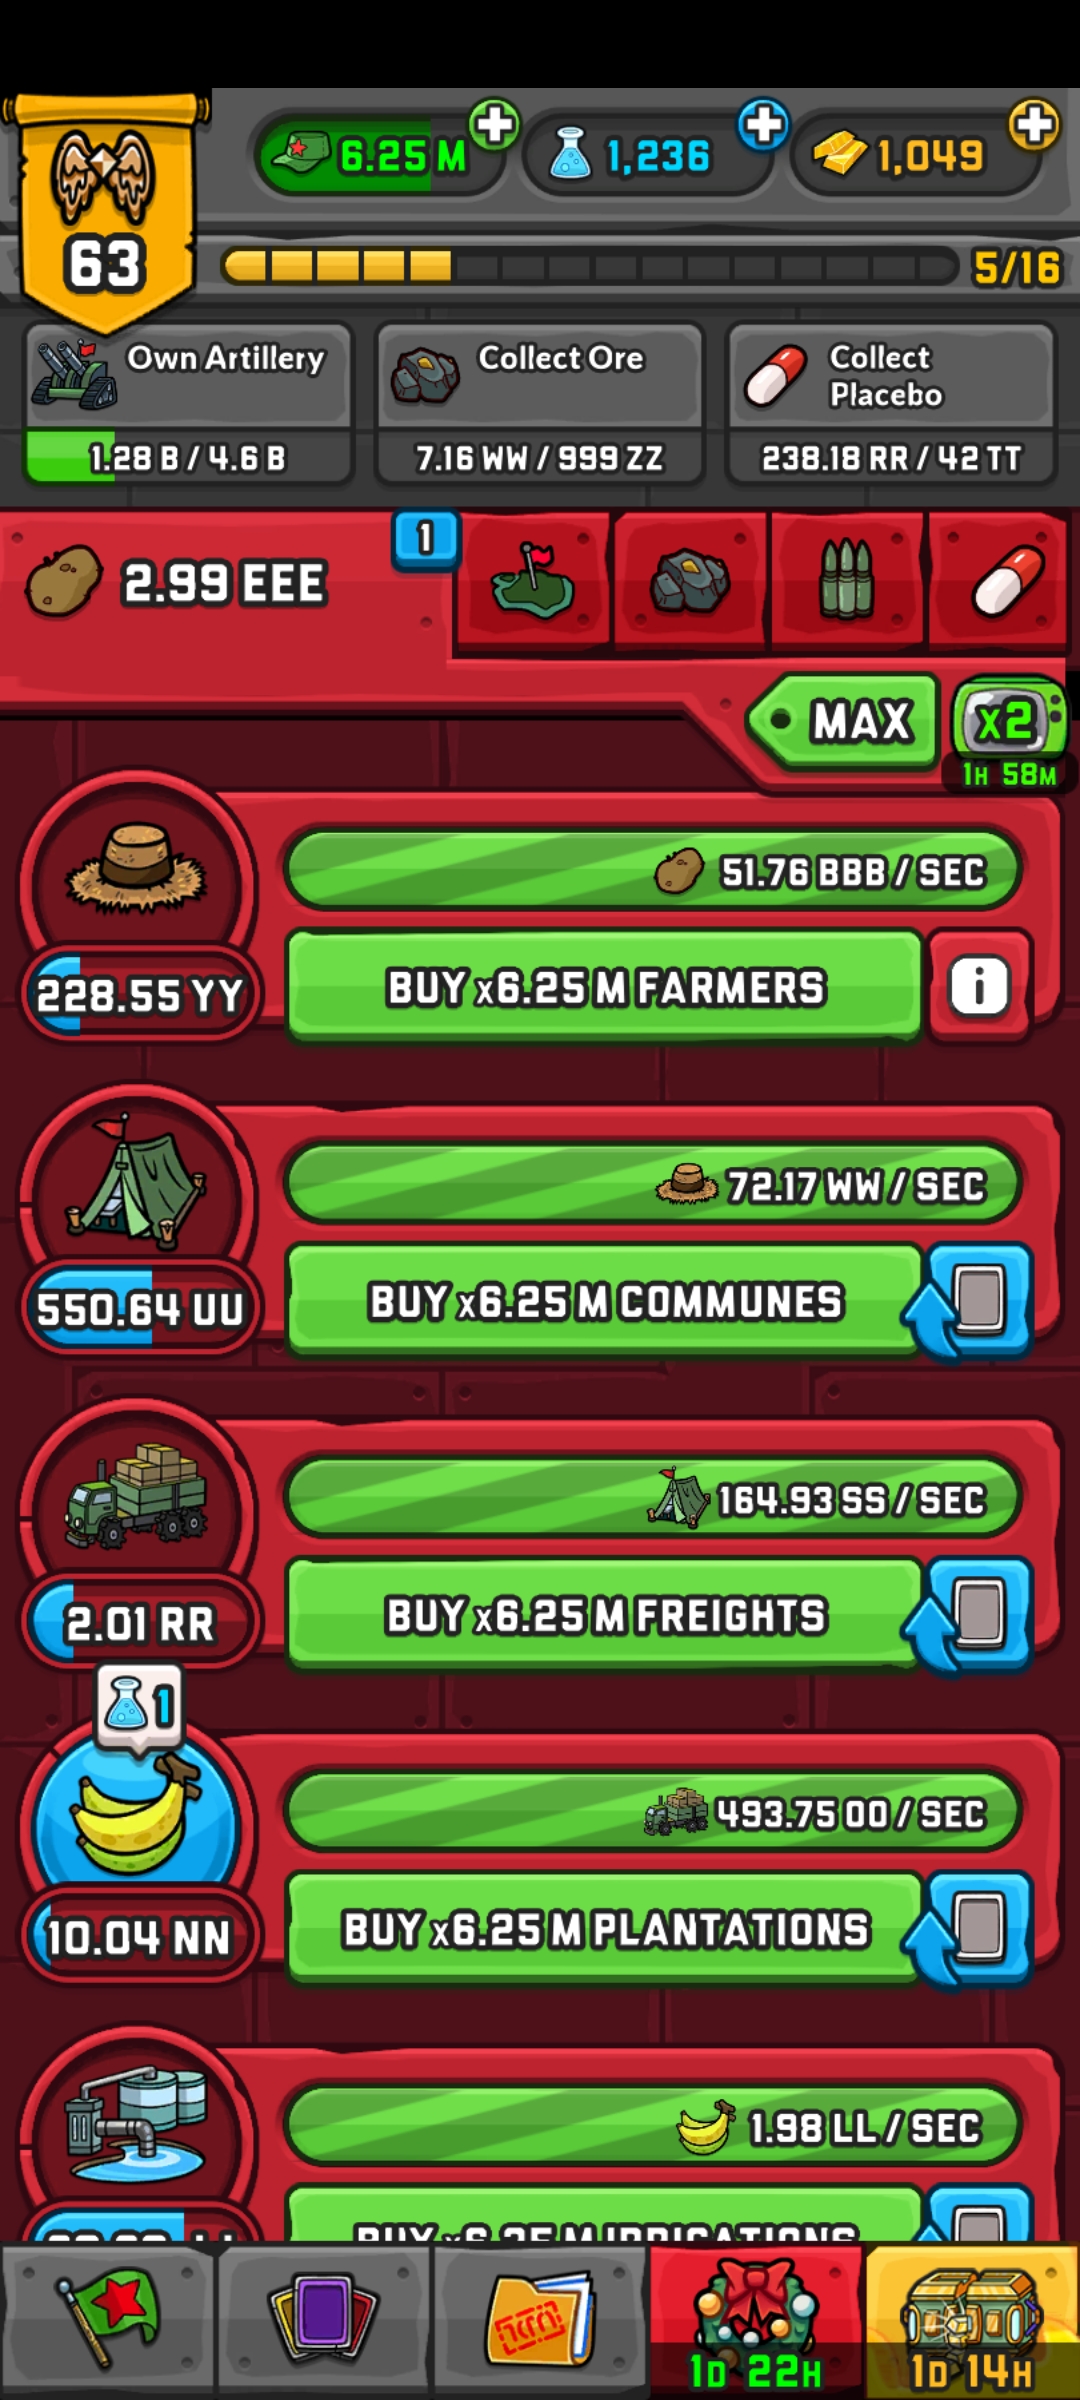 6.25 M
1,236
1,049
63
5/16
Own Artillery
1.28 B / 4.6 B
Collect Ore
7.16 WW / 999 ZZ
Collect
Placebo
238.18 RR / 42 TT
2.99 EEE
1
MAX
x2
1H 58M
51.76 BBB / SEC
228.55 YY
BUY x6.25 M FARMERS
i
72.17 WW / SEC
550.64 UU
BUY x6.25 M COMMUNES
164.93 SS / SEC
2.01 RR
BUY x6.25 M FREIGHTS
1
493.75 OO / SEC
10.04 NN
BUY x6.25 M PLANTATIONS
1.98 LL / SEC
BUY x6.25 M IRRIGATIONS
1D 22H
1D 14H